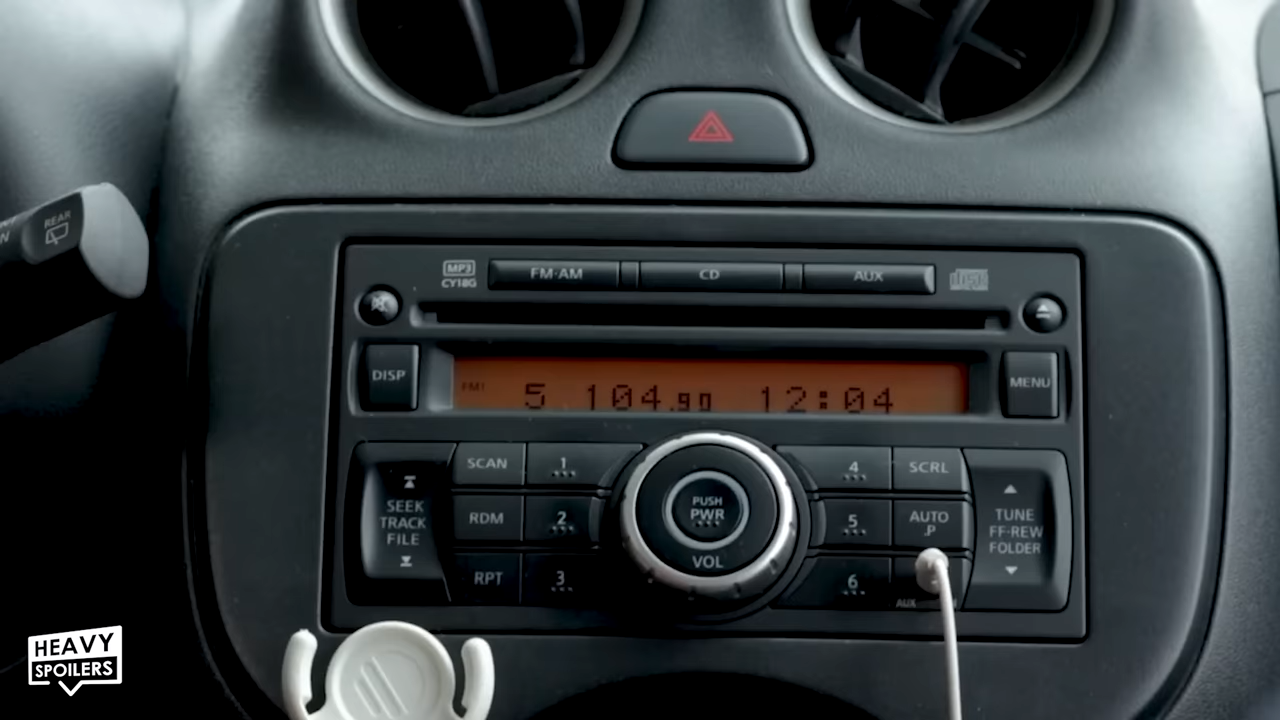 REAR
MP3
CY18G
FM·AM
CD
AUX
DISP
FM1
5 104.90 12:04
MENU
SCAN
1
4
SCRL
SEEK
TRACK
FILE
RDM
2
PUSH
PWR
VOL
5
AUTO
.P
TUNE
FF·REW
FOLDER
RPT
3
6
AUX
HEAVY
SPOILERS